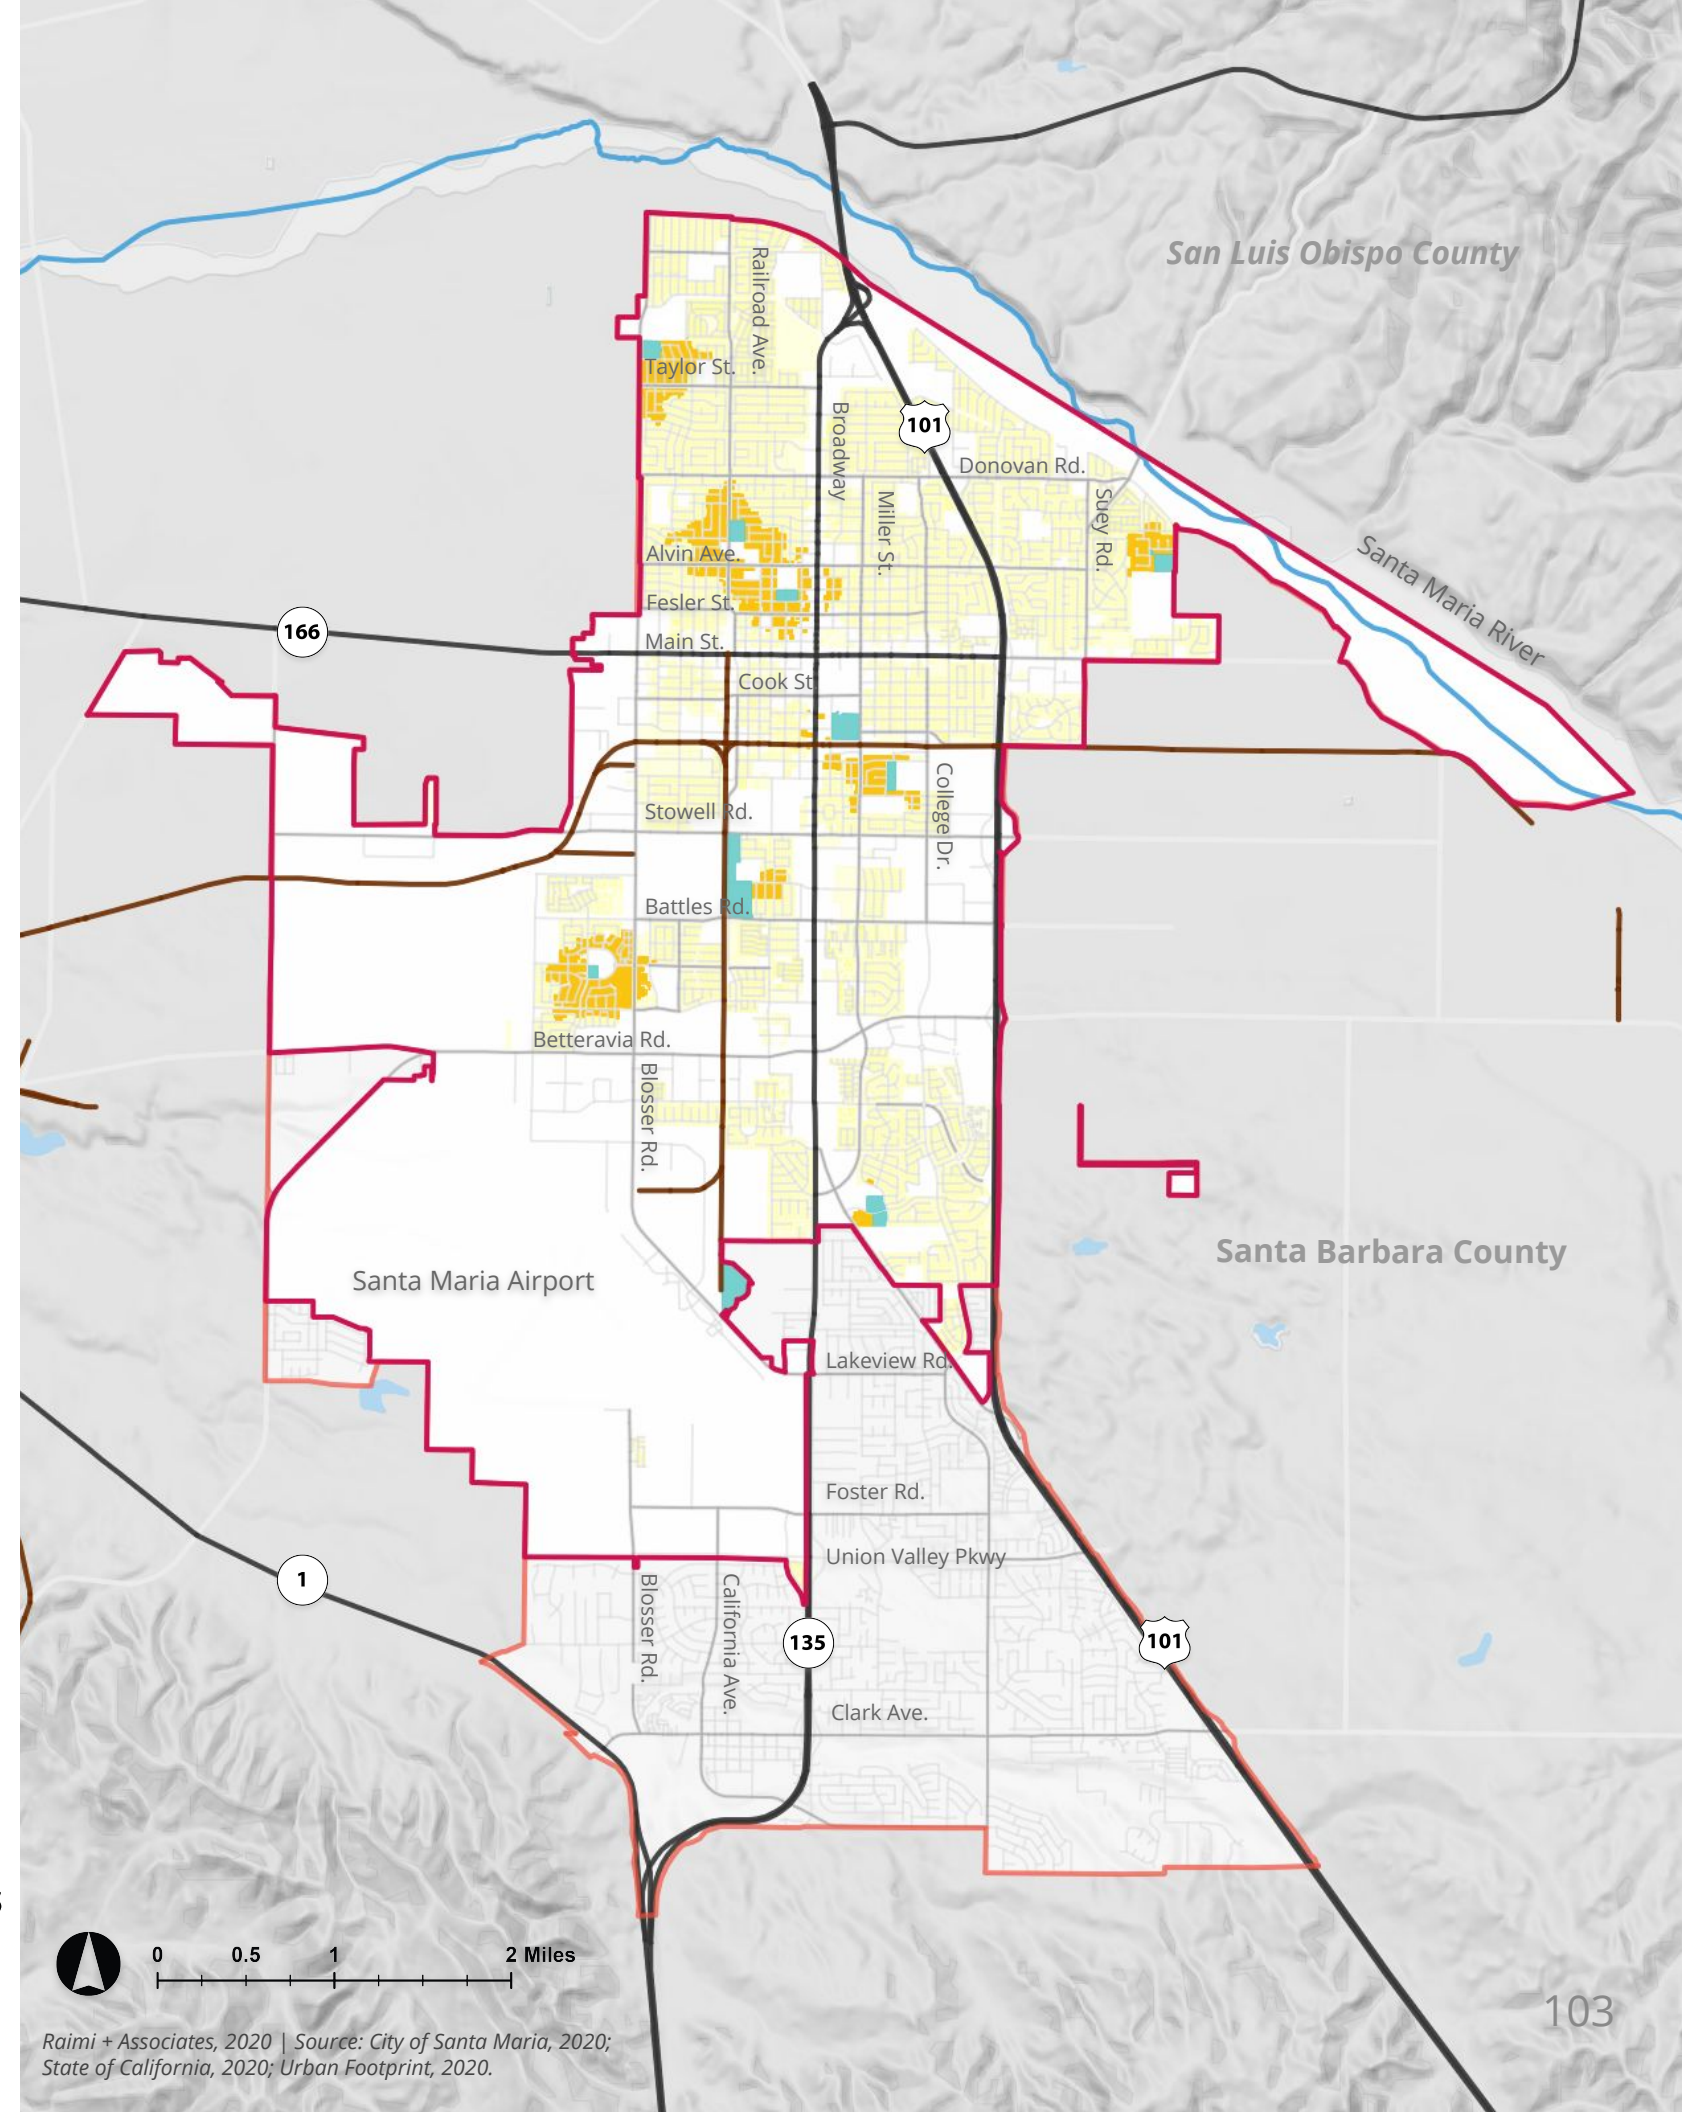 San Luis Obispo County
Railroad Ave.
Taylor St.
Broadway
101
Donovan Rd.
Miller St.
Suey Rd.
Alvin Ave.
Santa Maria River
Fesler St.
166
Main St.
Cook St
College Dr.
Stowell Rd.
Battles Rd.
Betteravia Rd.
Blosser Rd.
Santa Barbara County
Santa Maria Airport
Lakeview Rd.
Foster Rd.
Union Valley Pkwy
1
Blosser Rd.
California Ave.
135
101
Clark Ave.
0 0.5 1 2 Miles
103
Raimi + Associates, 2020 | Source: City of Santa Maria, 2020;
State of California, 2020; Urban Footprint, 2020.